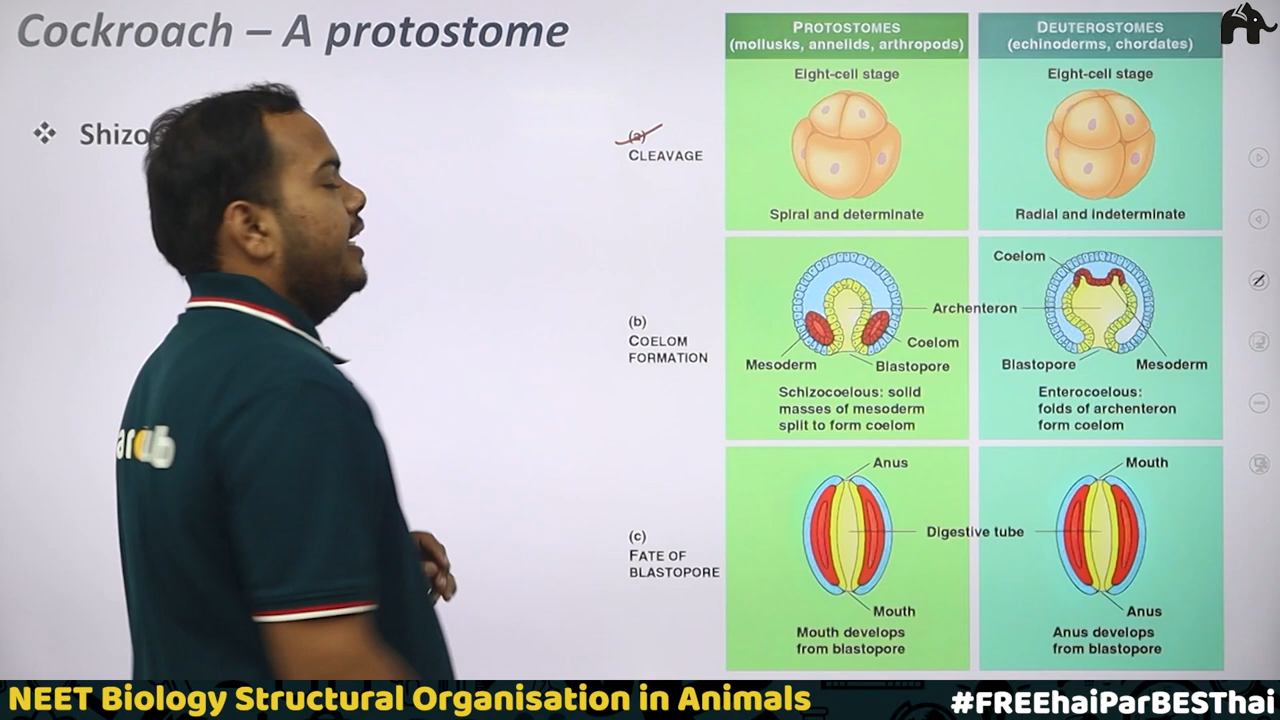 Cockroach – A protostome
Shizo
(a)
CLEAVAGE
(b)
COELOM
FORMATION
(c)
FATE OF
BLASTOPORE
PROTOSTOMES
(mollusks, annelids, arthropods)
Eight-cell stage
Spiral and determinate
DEUTEROSTOMES
(echinoderms, chordates)
Eight-cell stage
Radial and indeterminate
Coelom
Archenteron
Coelom
Mesoderm
Blastopore
Blastopore
Mesoderm
Schizocoelous: solid
masses of mesoderm
split to form coelom
Enterocoelous:
folds of archenteron
form coelom
Anus
Mouth
Digestive tube
Mouth
Anus
Mouth develops
from blastopore
Anus develops
from blastopore
NEET Biology Structural Organisation in Animals
#FREEhaiParBESThai